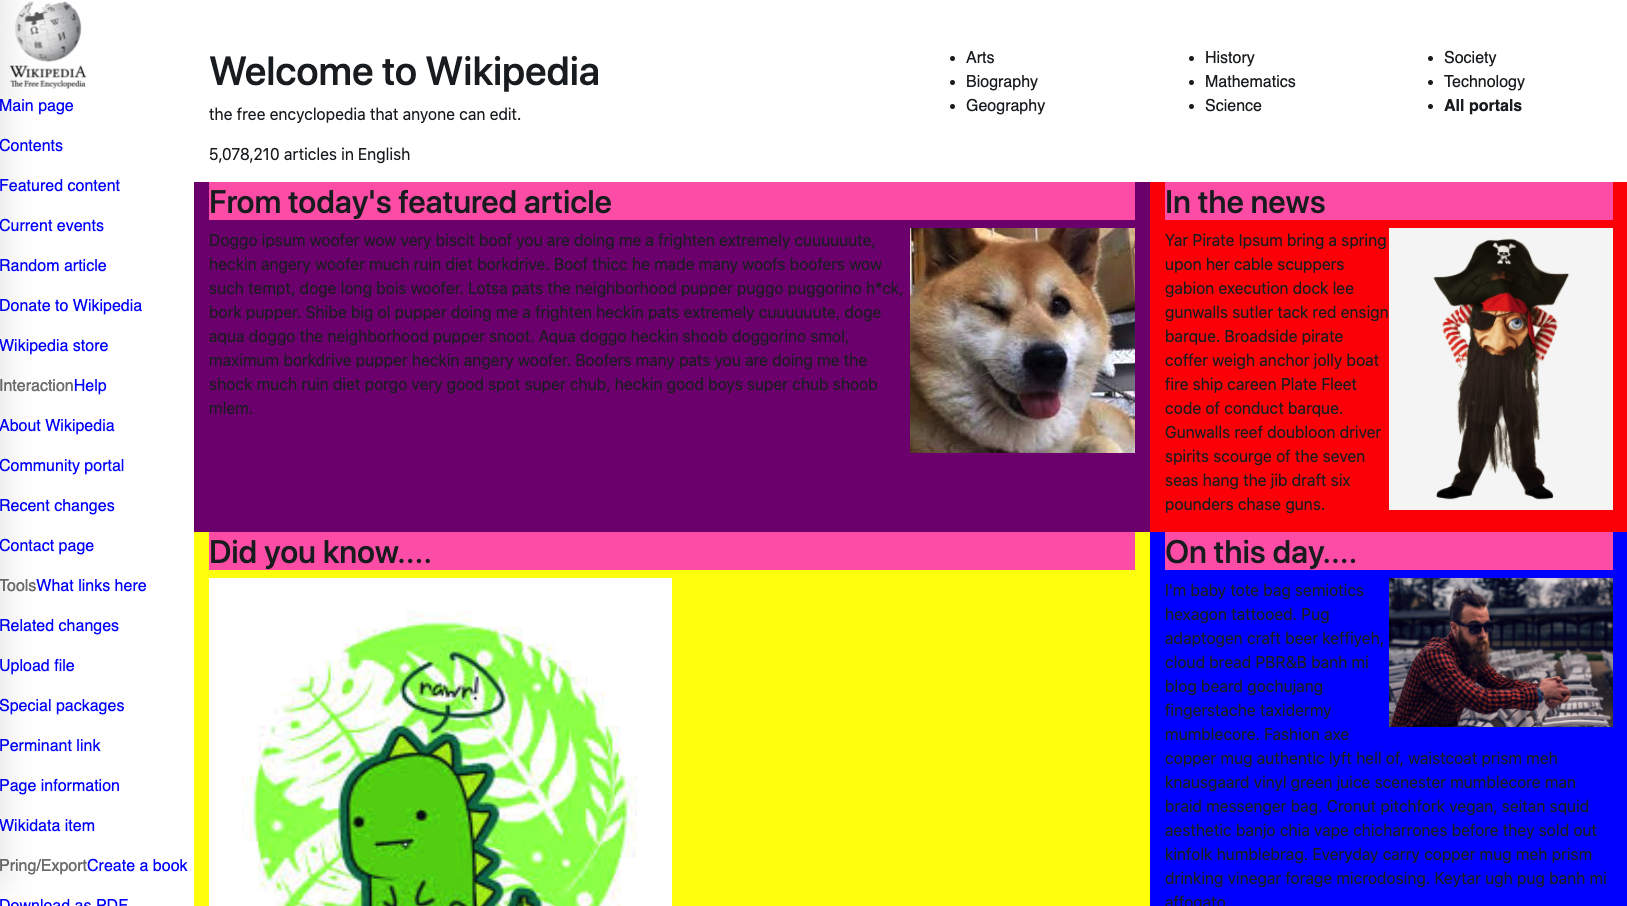 WIKIPEDIA
The Free Encyclopedia
Main page
Contents
Featured content
Current events
Random article
Donate to Wikipedia
Wikipedia store
InteractionHelp
About Wikipedia
Community portal
Recent changes
Contact page
ToolsWhat links here
Related changes
Upload file
Special packages
Perminant link
Page information
Wikidata item
Pring/ExportCreate a book
Download as PDF
Welcome to Wikipedia
the free encyclopedia that anyone can edit.
5,078,210 articles in English
Arts
Biography
Geography
History
Mathematics
Science
Society
Technology
All portals
From today's featured article
Doggo ipsum woofer wow very biscit boof you are doing me a frighten extremely cuuuuuute,
heckin angery woofer much ruin diet borkdrive. Boof thicc he made many woofs boofers wow
such tempt, doge long bois woofer. Lotsa pats the neighborhood pupper puggo puggorino h*ck,
bork pupper. Shibe big ol pupper doing me a frighten heckin pats extremely cuuuuuute, doge
aqua doggo the neighborhood pupper snoot. Aqua doggo heckin shoob doggorino smol,
maximum borkdrive pupper heckin angery woofer. Boofers many pats you are doing me the
shock much ruin diet porgo very good spot super chub, heckin good boys super chub shoob
mlem.
In the news
Yar Pirate Ipsum bring a spring
upon her cable scuppers
gabion execution dock lee
gunwalls sutler tack red ensign
barque. Broadside pirate
coffer weigh anchor jolly boat
fire ship careen Plate Fleet
code of conduct barque.
Gunwalls reef doubloon driver
spirits scourge of the seven
seas hang the jib draft six
pounders chase guns.
Did you know....
rawr!
On this day....
I'm baby tote bag semiotics
hexagon tattooed. Pug
adaptogen craft beer keffiyeh,
cloud bread PBR&B banh mi
blog beard gochujang
fingerstache taxidermy
mumblecore. Fashion axe
copper mug authentic lyft hell of, waistcoat prism meh
knausgaard vinyl green juice scenester mumblecore man
braid messenger bag. Cronut pitchfork vegan, seitan squid
aesthetic banjo chia vape chicharrones before they sold out
kinfolk humblebrag. Everyday carry copper mug meh prism
drinking vinegar forage microdosing. Keytar ugh pug banh mi
affogato